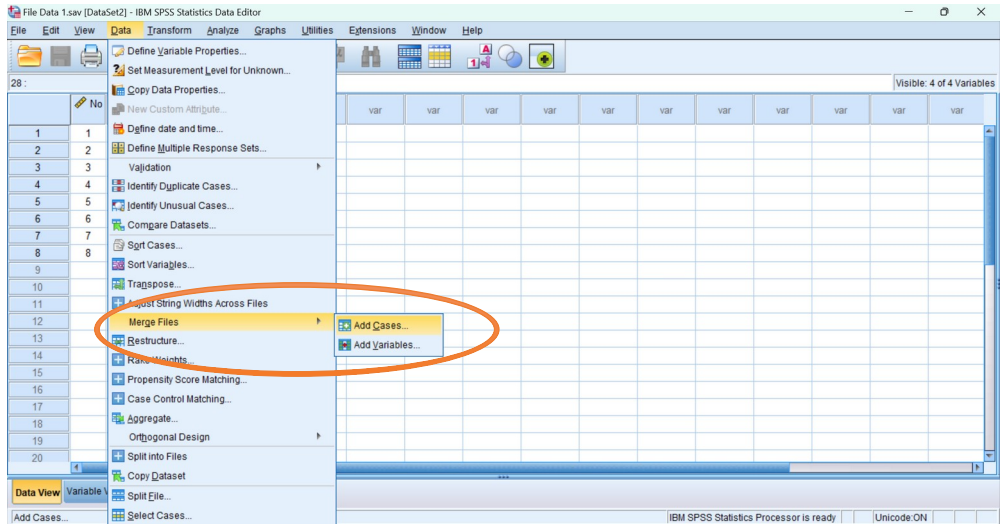 File Data 1.sav [DataSet2] - IBM SPSS Statistics Data Editor
File Edit View Data Transform Analyze Graphs Utilities Extensions Window Help
28 :
Visible: 4 of 4 Variables
No
var var var var var var var var var var var
1 1
2 2
3 3
4 4
5 5
6 6
7 7
8 8
9
10
11
12
13
14
15
16
17
18
19
20
Define Variable Properties...
Set Measurement Level for Unknown...
Copy Data Properties...
New Custom Attribute...
Define date and time...
Define Multiple Response Sets...
Validation
Identify Duplicate Cases...
Identify Unusual Cases...
Compare Datasets...
Sort Cases...
Sort Variables...
Transpose...
Adjust String Widths Across Files
Merge Files
Add Cases...
Add Variables...
Restructure...
Rake Weights...
Propensity Score Matching...
Case Control Matching...
Aggregate...
Orthogonal Design
Split into Files
Copy Dataset
Split File...
Select Cases...
Data View Variable V
Add Cases...
IBM SPSS Statistics Processor is ready
Unicode:ON